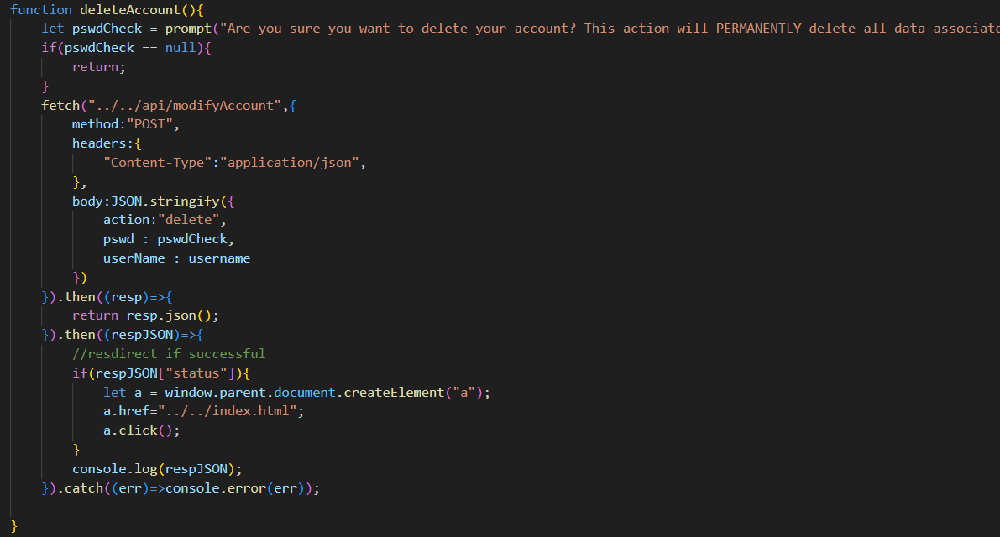 function deleteAccount(){
let pswdCheck = prompt("Are you sure you want to delete your account? This action will PERMANENTLY delete all data
if(pswdCheck == null){
return;
}
fetch("../../api/modifyAccount",{
method:"POST",
headers:{
"Content-Type":"application/json",
},
body:JSON.stringify({
action:"delete",
pswd : pswdCheck,
userName : username
})
}).then((resp)=>{
return resp.json();
}).then((respJSON)=>{
//resdirect if successful
if(respJSON["status"]){
let a = window.parent.document.createElement("a");
a.href="../../index.html";
a.click();
}
console.log(respJSON);
}).catch((err)=>console.error(err));
}